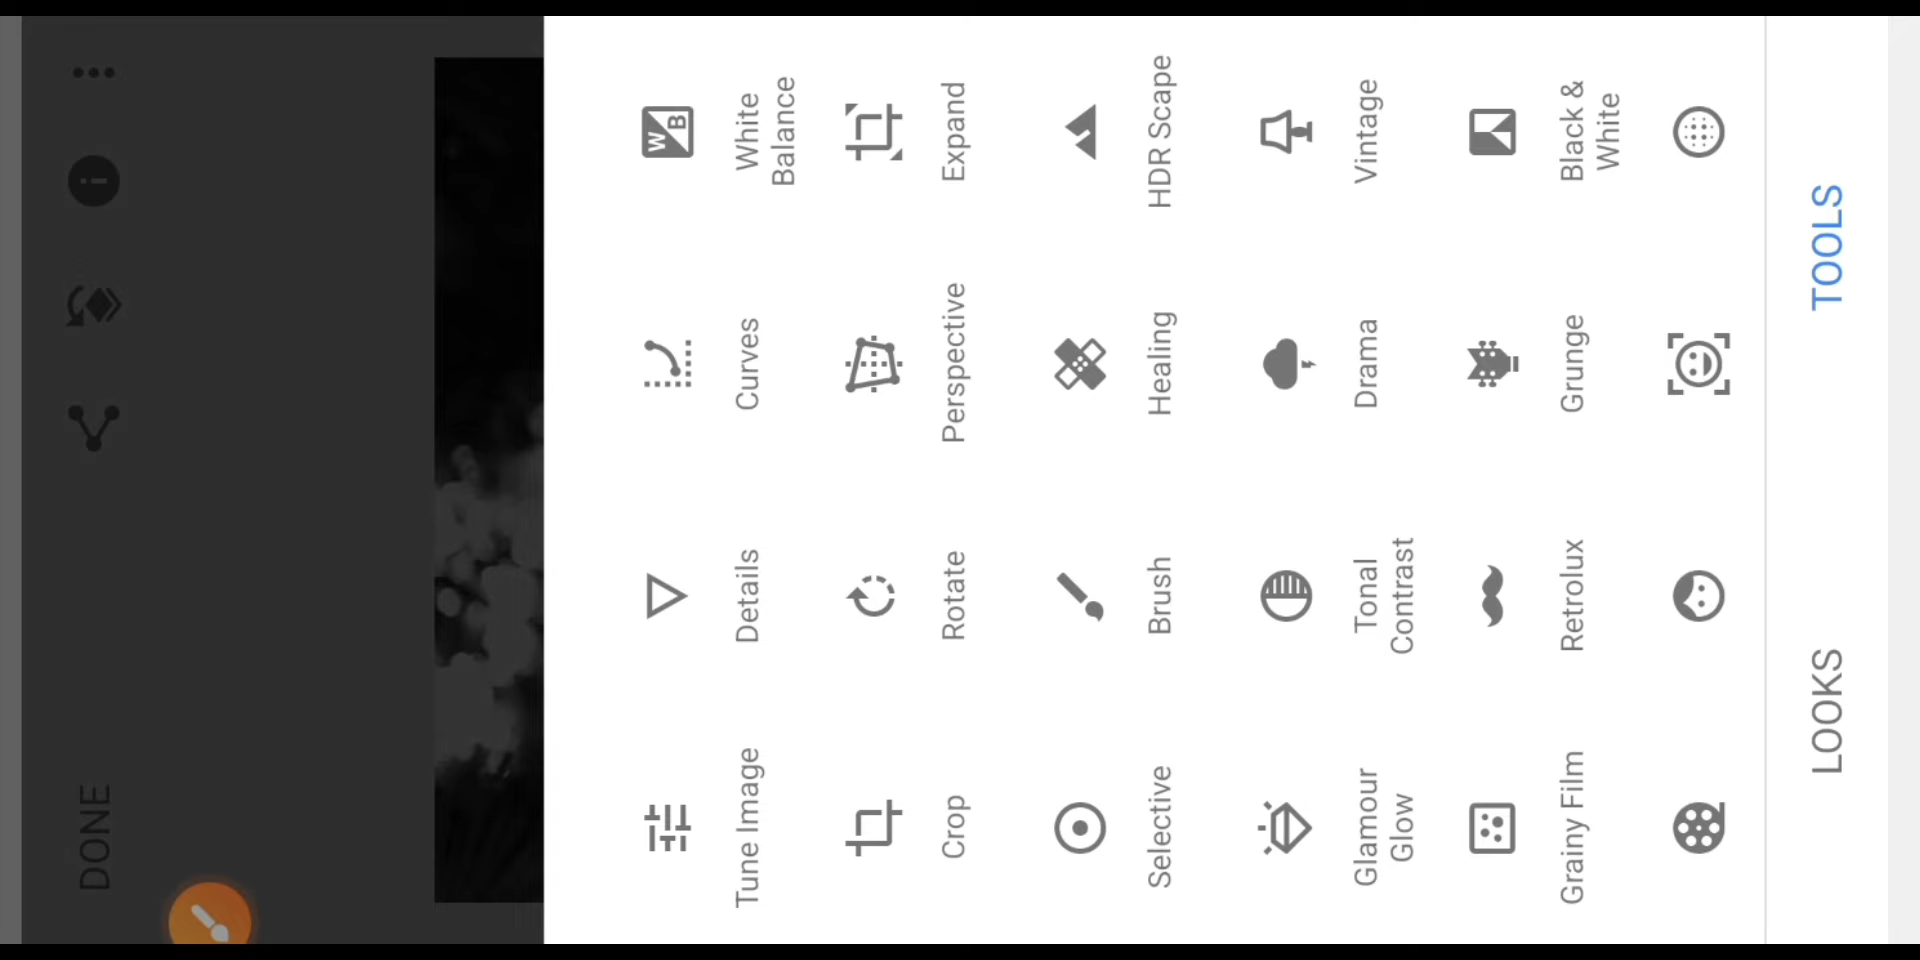 DONE
W B
Tune Image
Details
Curves
White
Balance
Crop
Rotate
Perspective
Expand
Selective
Brush
Healing
HDR Scape
Glamour
Glow
Tonal
Contrast
Drama
Vintage
Grainy Film
Retrolux
Grunge
Black &
White
LOOKS
TOOLS